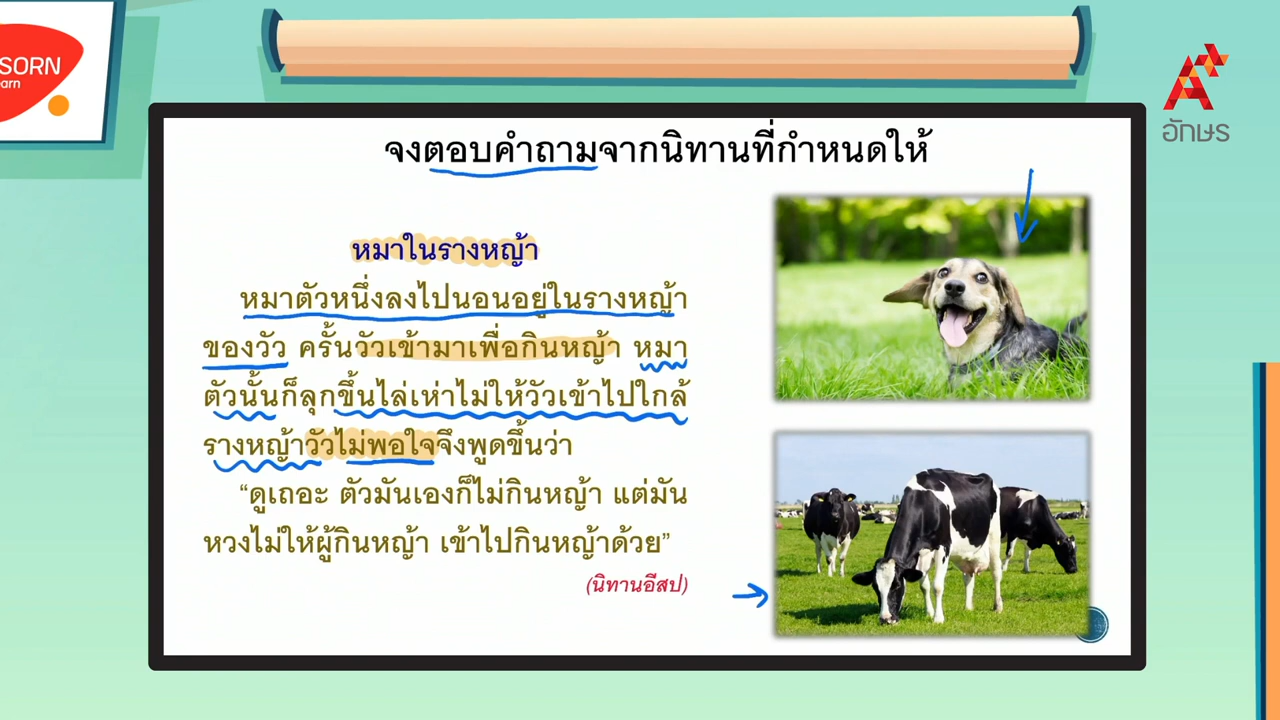 SORN
arn
อักษร
จงตอบคำถามจากนิทานที่กำหนดให้
หมาในรางหญ้า
หมาตัวหนึ่งลงไปนอนอยู่ในรางหญ้า
ของวัว ครั้นวัวเข้ามาเพื่อกินหญ้า หมา
ตัวนั้นก็ลุกขึ้นไล่เห่าไม่ให้วัวเข้าไปใกล้
รางหญ้าวัวไม่พอใจจึงพูดขึ้นว่า
“ดูเถอะ ตัวมันเองก็ไม่กินหญ้า แต่มัน
หวงไม่ให้ผู้กินหญ้า เข้าไปกินหญ้าด้วย”
(นิทานอีสป)